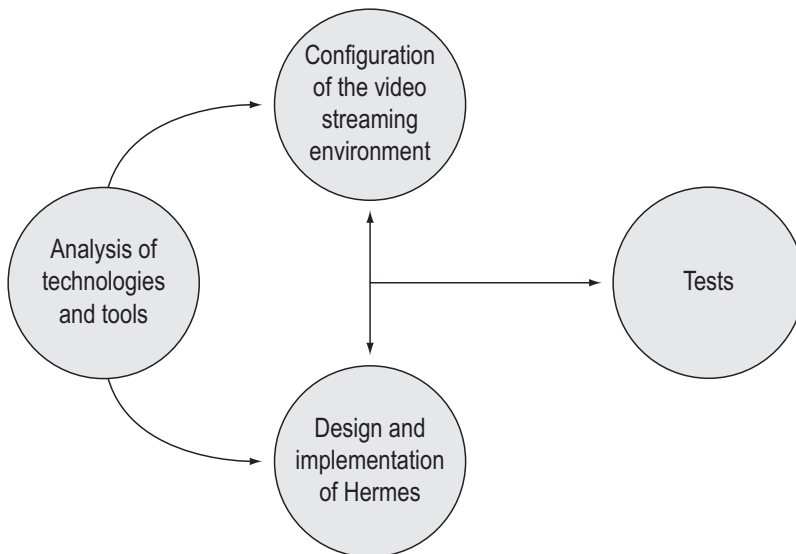 Configuration
of the video
streaming
environment
Analysis of
technologies
and tools
Tests
Design and
implementation
of Hermes